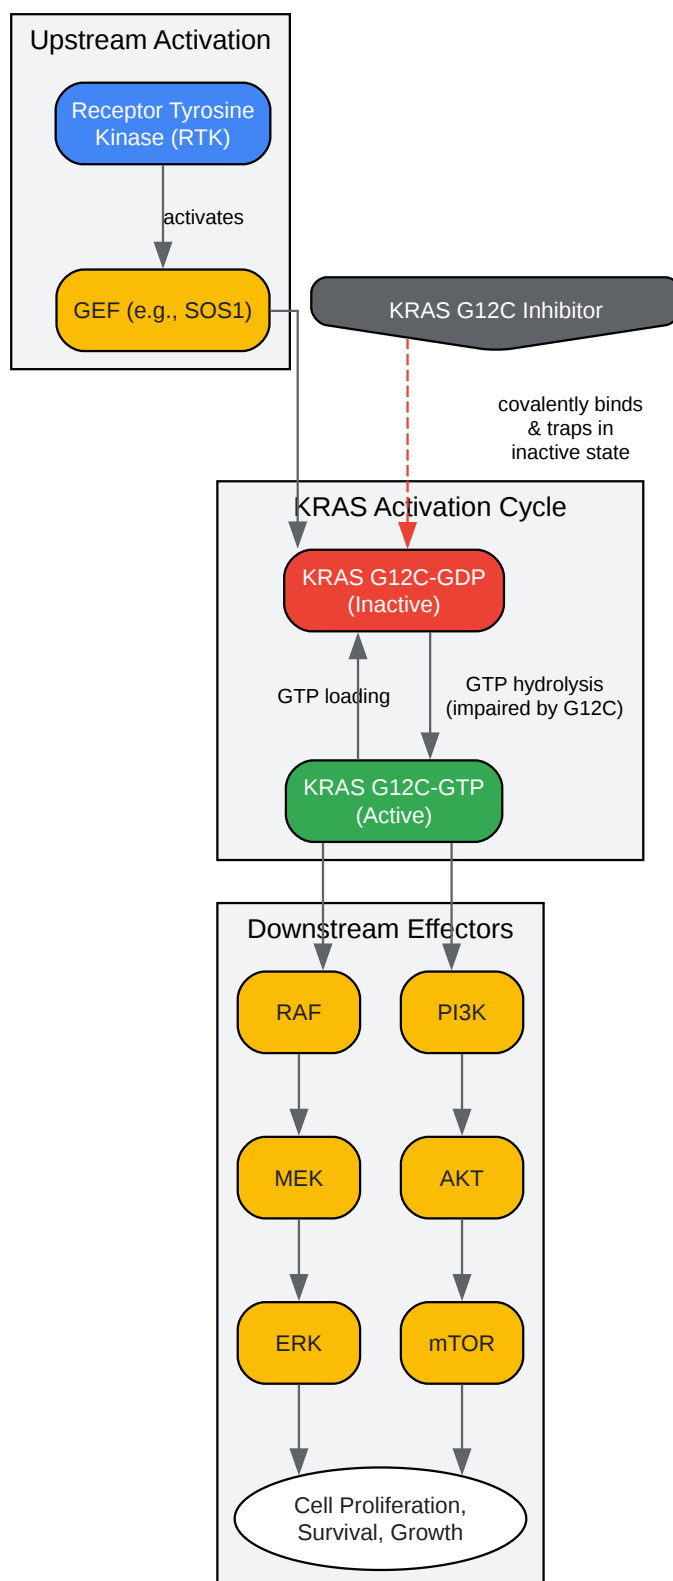 Upstream Activation
Receptor Tyrosine
Kinase (RTK)
activates
GEF (e.g., SOS1)
KRAS G12C Inhibitor
covalently binds
& traps in
inactive state
KRAS Activation Cycle
KRAS G12C-GDP
(Inactive)
GTP loading
GTP hydrolysis
(impaired by G12C)
KRAS G12C-GTP
(Active)
Downstream Effectors
RAF
PI3K
MEK
AKT
ERK
mTOR
Cell Proliferation,
Survival, Growth